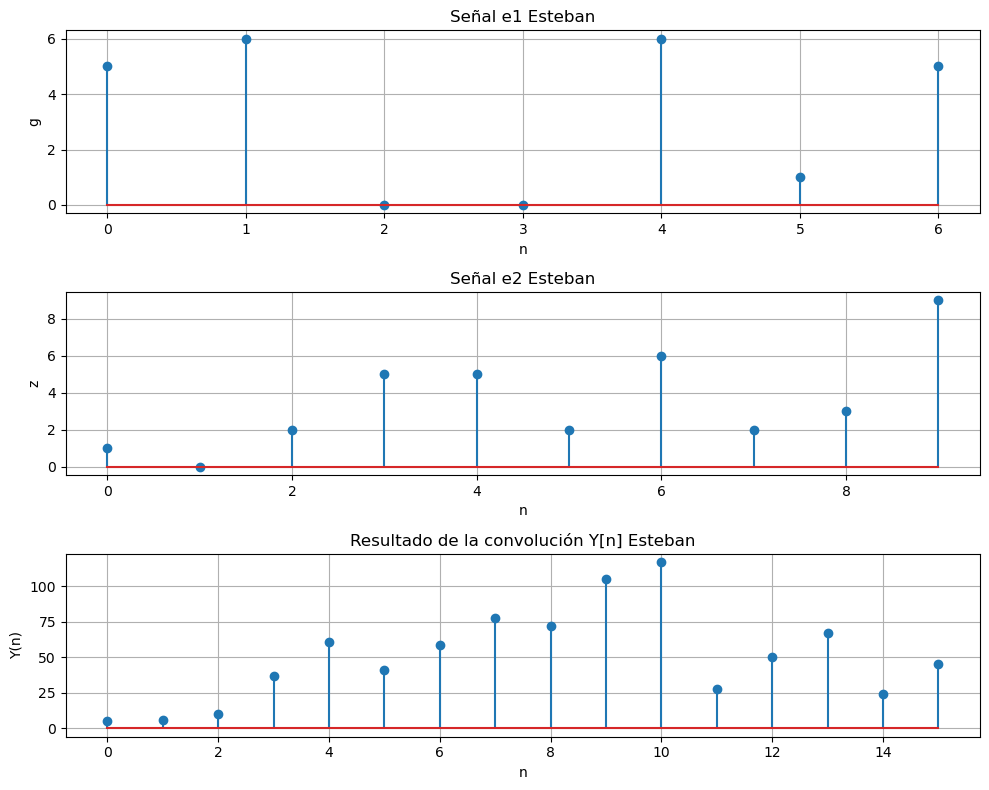 Señal e1 Esteban
6
4
2
0
g
0 1 2 3 4 5 6
n
Señal e2 Esteban
8
6
4
2
0
z
0 2 4 6 8
n
Resultado de la convolución Y[n] Esteban
100
75
50
25
0
Y(n)
0 2 4 6 8 10 12 14
n